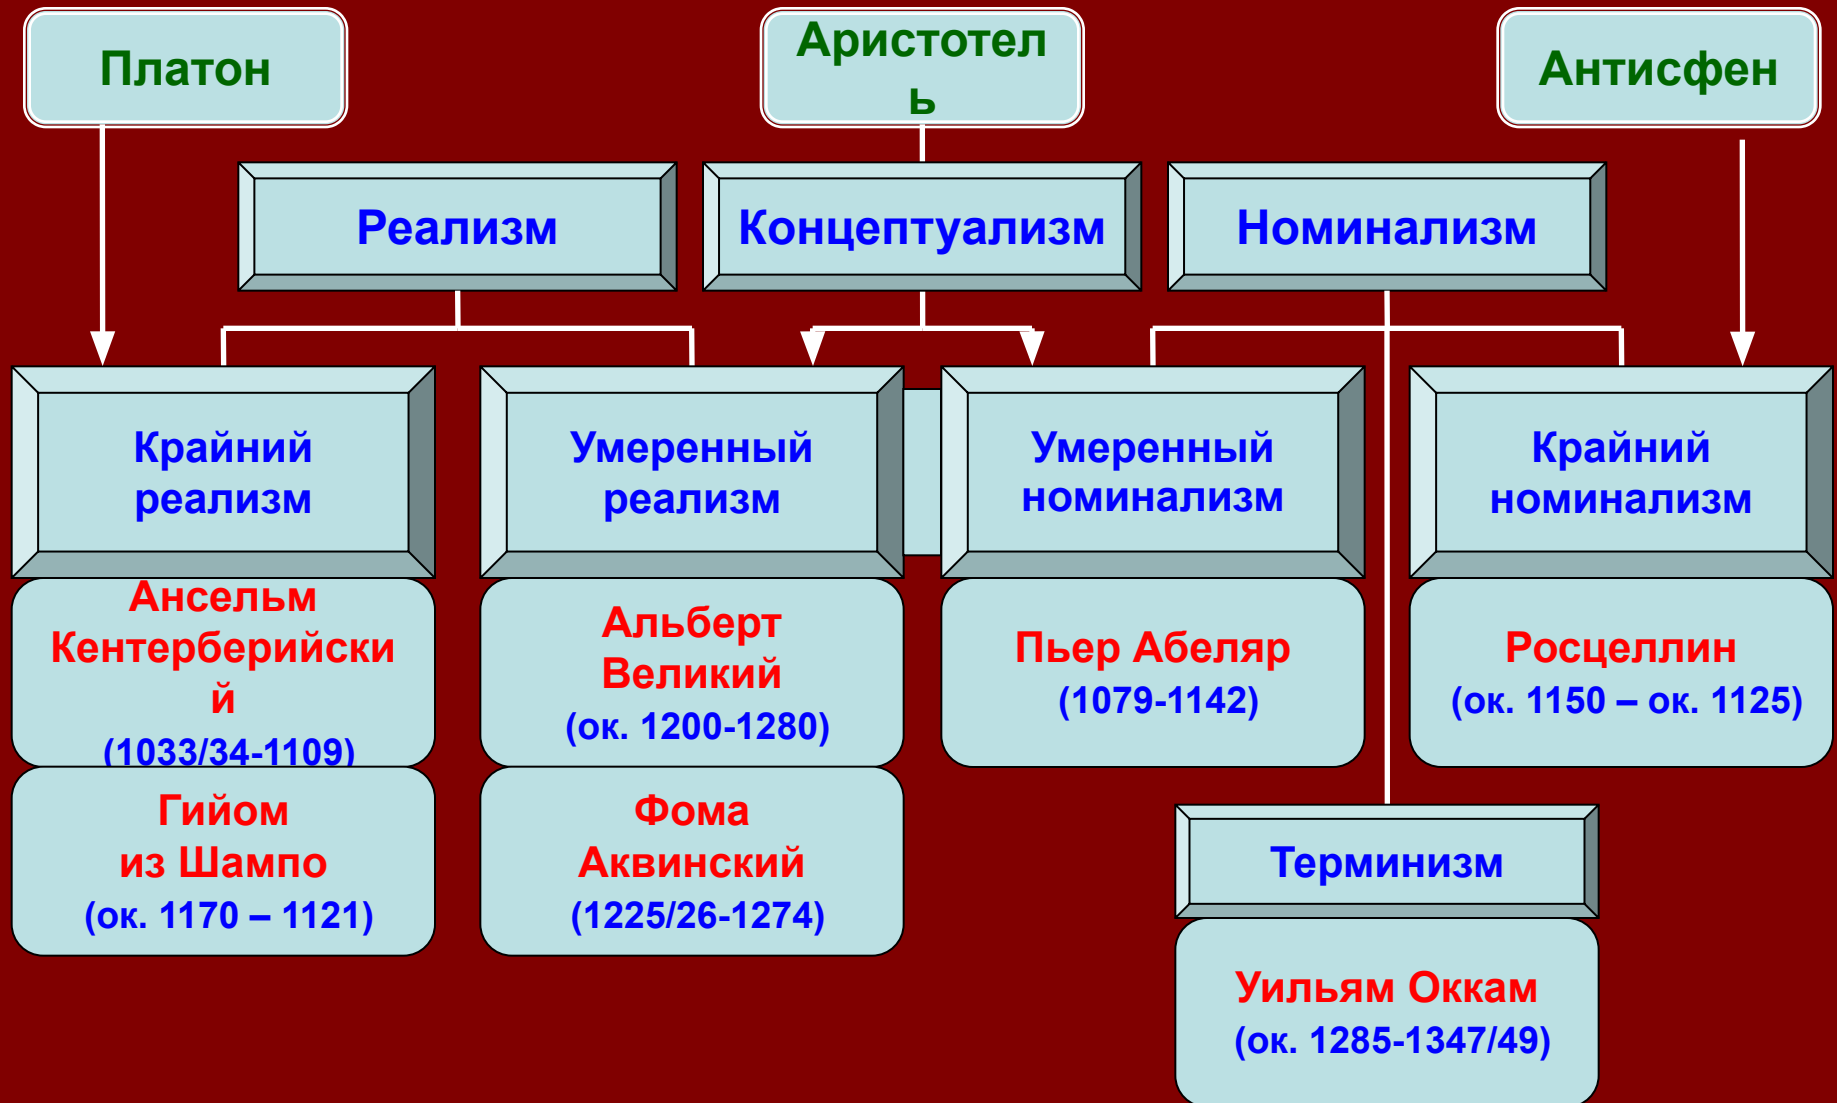 Платон
Аристотел
ь
Антисфен
Реализм
Концептуализм
Номинализм
Крайний
реализм
Умеренный
реализм
Умеренный
номинализм
Крайний
номинализм
Ансельм
Кентерберийски
й
(1033/34-1109)
Альберт
Великий
(ок. 1200-1280)
Пьер Абеляр
(1079-1142)
Росцеллин
(ок. 1150 – ок. 1125)
Гийом
из Шампо
(ок. 1170 – 1121)
Фома
Аквинский
(1225/26-1274)
Терминизм
Уильям Оккам
(ок. 1285-1347/49)